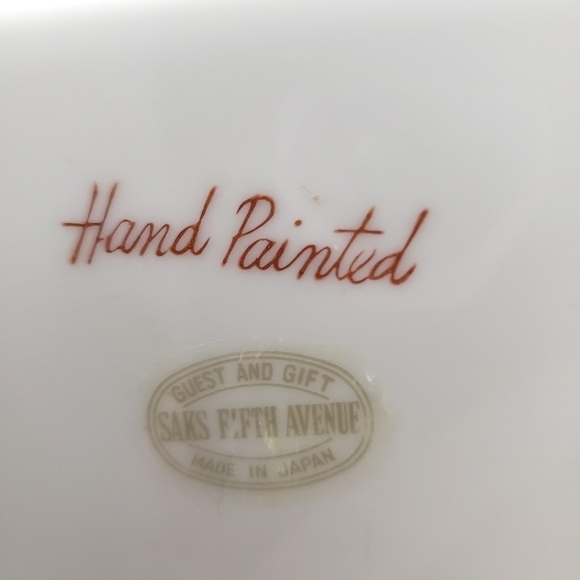 Hand Painted
GUEST AND GIFT
SAKS FIFTH AVENUE
MADE IN JAPAN